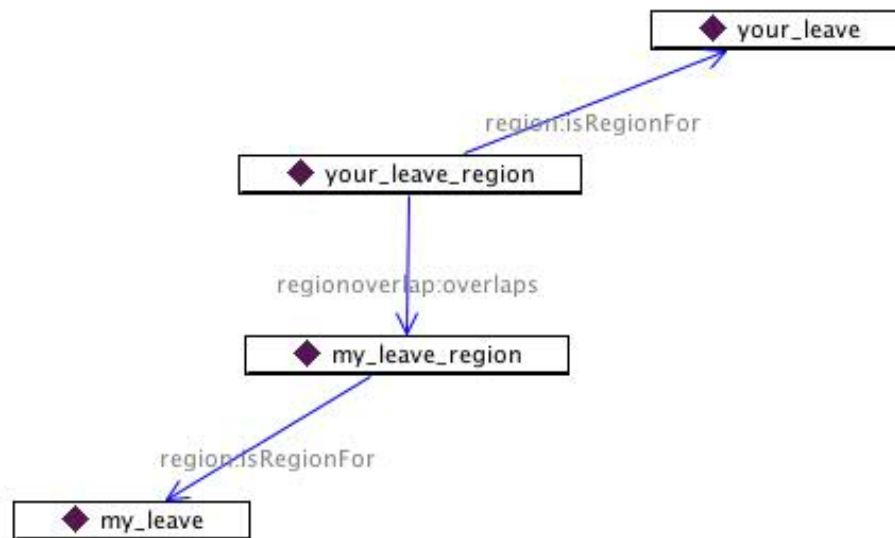 your_leave
region:isRegionFor
your_leave_region
regionoverlap:overlaps
my_leave_region
region:isRegionFor
my_leave